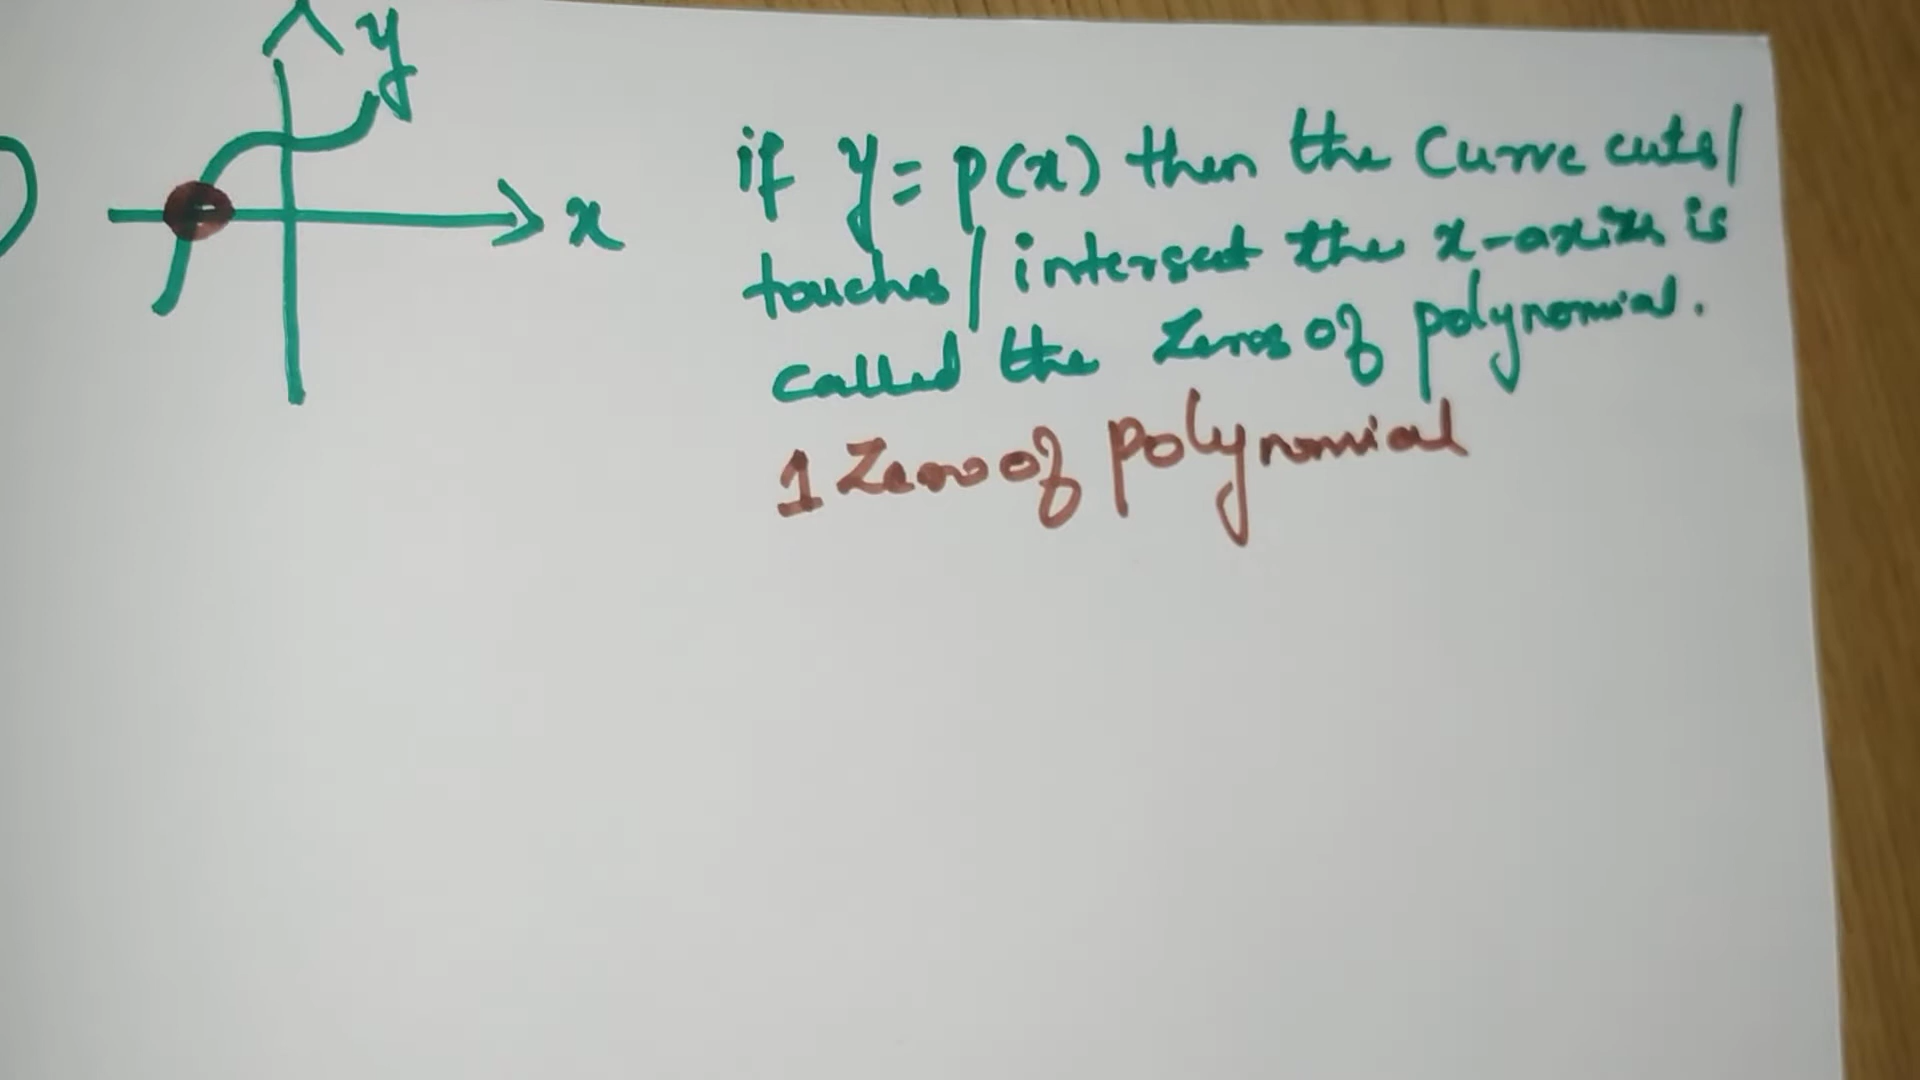 y
x
if y = p(x) then the curve cuts/
touches/intersect the x-axis is
called the Zeros of polynomial.
1 Zero of polynomial